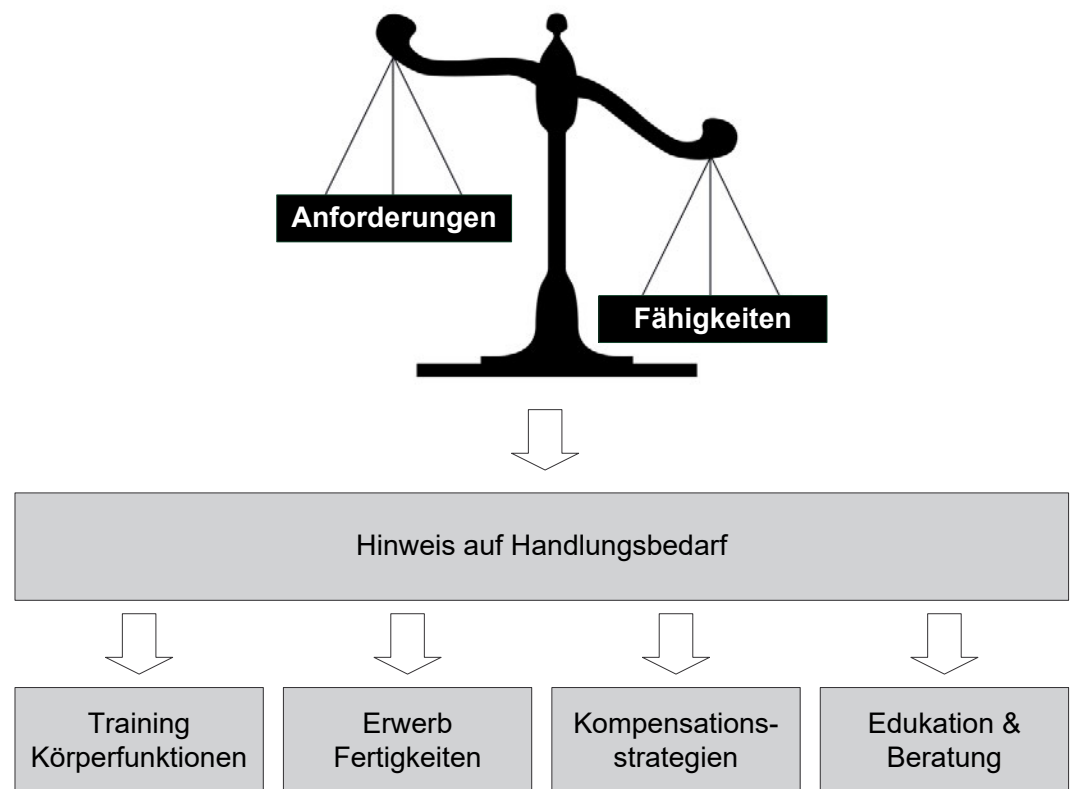 Anforderungen
Fähigkeiten
Hinweis auf Handlungsbedarf
Training
Körperfunktionen
Erwerb
Fertigkeiten
Kompensations-
strategien
Edukation &
Beratung